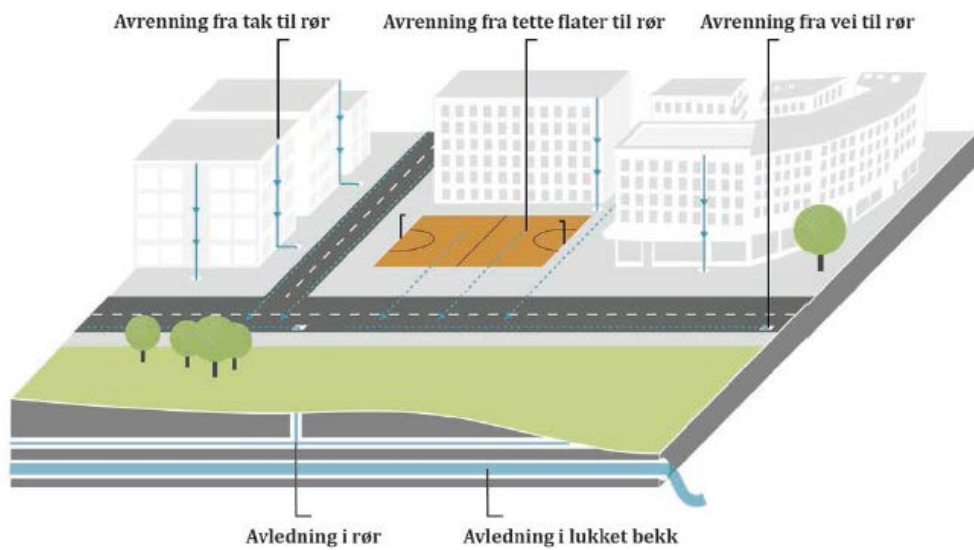 Avrenning fra tak til rør
Avrenning fra tette flater til rør
Avrenning fra vei til rør
Avledning i rør
Avledning i lukket bekk